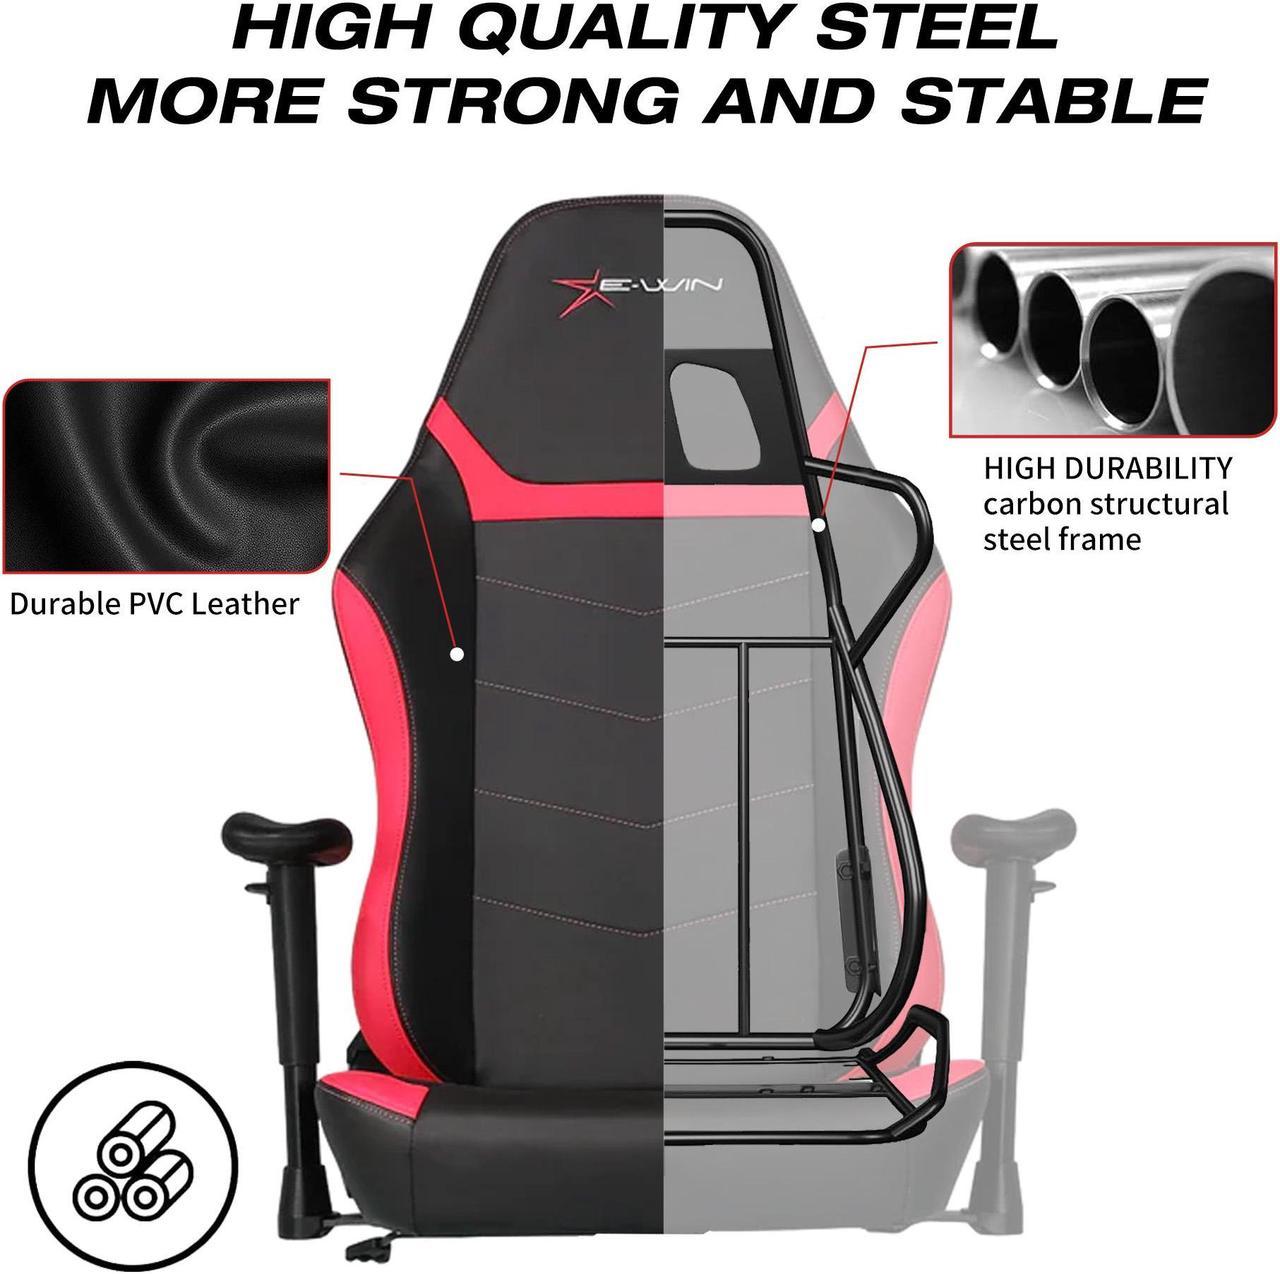 HIGH QUALITY STEEL
MORE STRONG AND STABLE
E-WIN
HIGH DURABILITY
carbon structural
steel frame
Durable PVC Leather